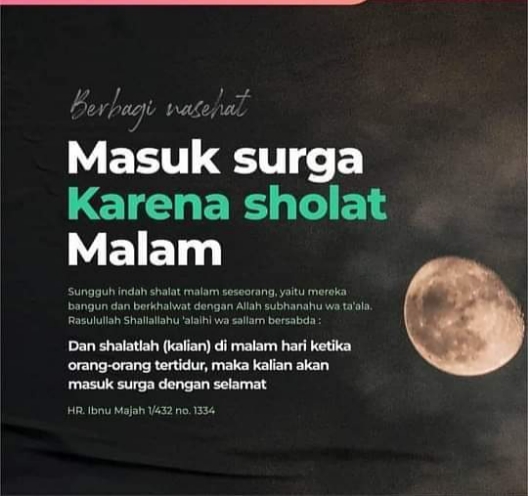 Berbagi nasehat
Masuk surga
Karena sholat
Malam
Sungguh indah shalat malam seseorang, yaitu mereka
bangun dan berkhalwat dengan Allah subhanahu wa ta'ala.
Rasulullah Shallallahu 'alaihi wa sallam bersabda :
Dan shalatlah (kalian) di malam hari ketika
orang-orang tertidur, maka kalian akan
masuk surga dengan selamat
HR. Ibnu Majah 1/432 no. 1334